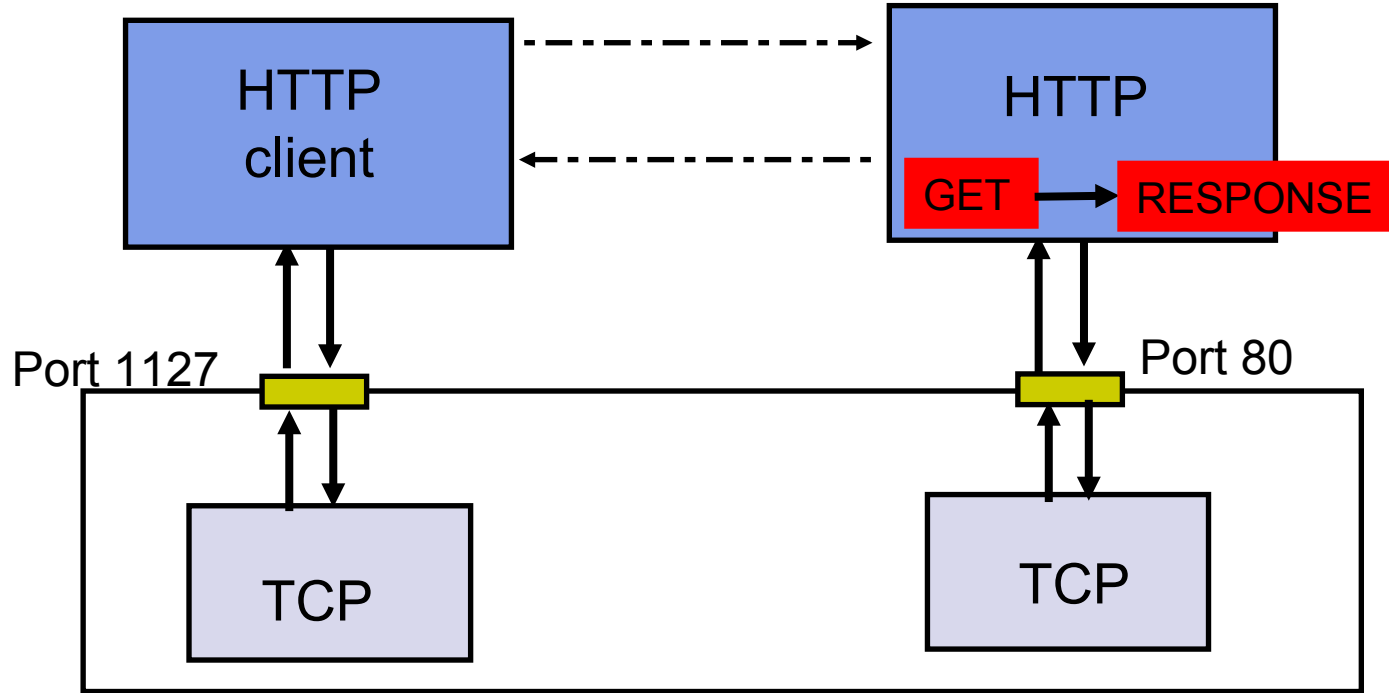 HTTP
client
HTTP
GET
RESPONSE
Port 1127
Port 80
TCP
TCP